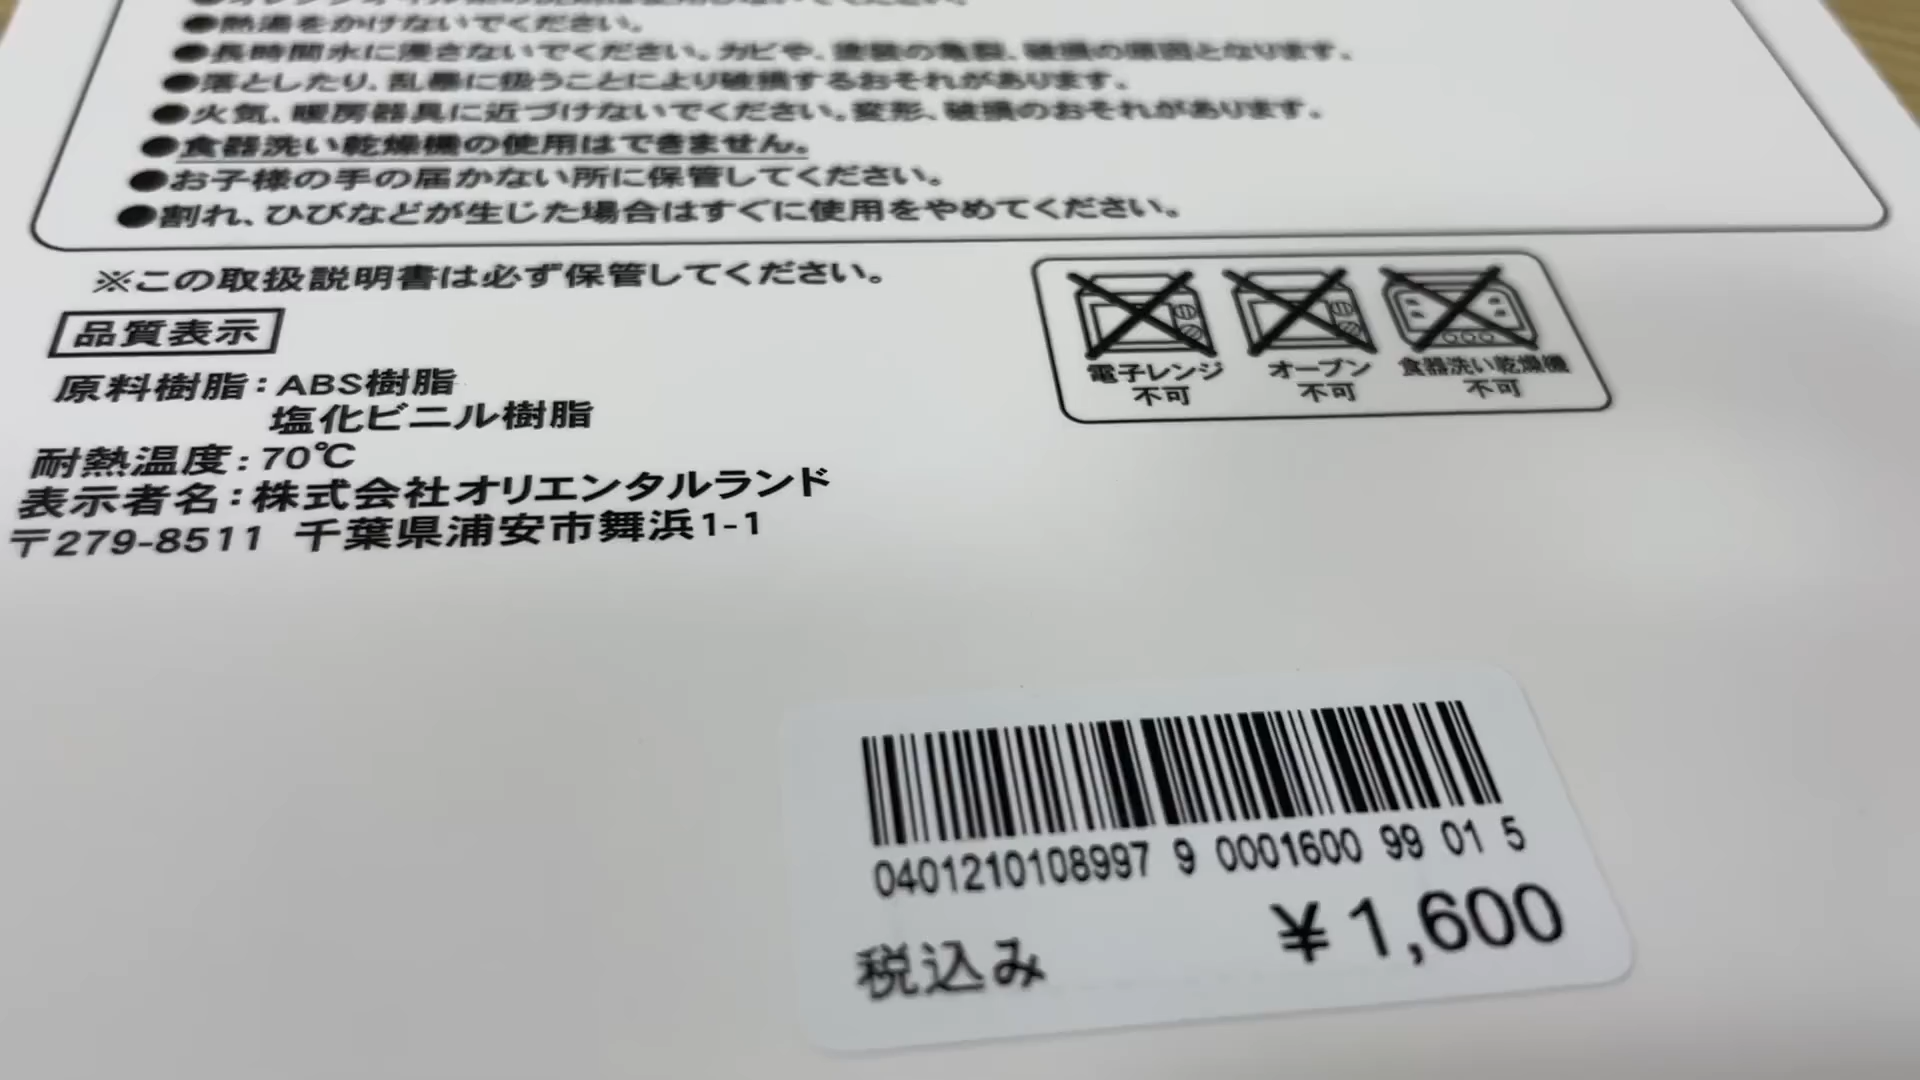 ●熱湯をかけないでください。
●長時間水に浸さないでください。カビや、塗装の亀裂、破損の原因となります。
●落としたり、乱暴に扱うことにより破損するおそれがあります。
●火気、暖房器具に近づけないでください。変形、破損のおそれがあります。
●食器洗い乾燥機の使用はできません。
●お子様の手の届かない所に保管してください。
●割れ、ひびなどが生じた場合はすぐに使用をやめてください。
※この取扱説明書は必ず保管してください。
電子レンジ
不可
オーブン
不可
食器洗い乾燥機
不可
品質表示
原料樹脂：ABS樹脂
塩化ビニル樹脂
耐熱温度：70℃
表示者名：株式会社オリエンタルランド
〒279-8511 千葉県浦安市舞浜1-1
0401210108997 9 0001600 99 01 5
¥1,600
税込み